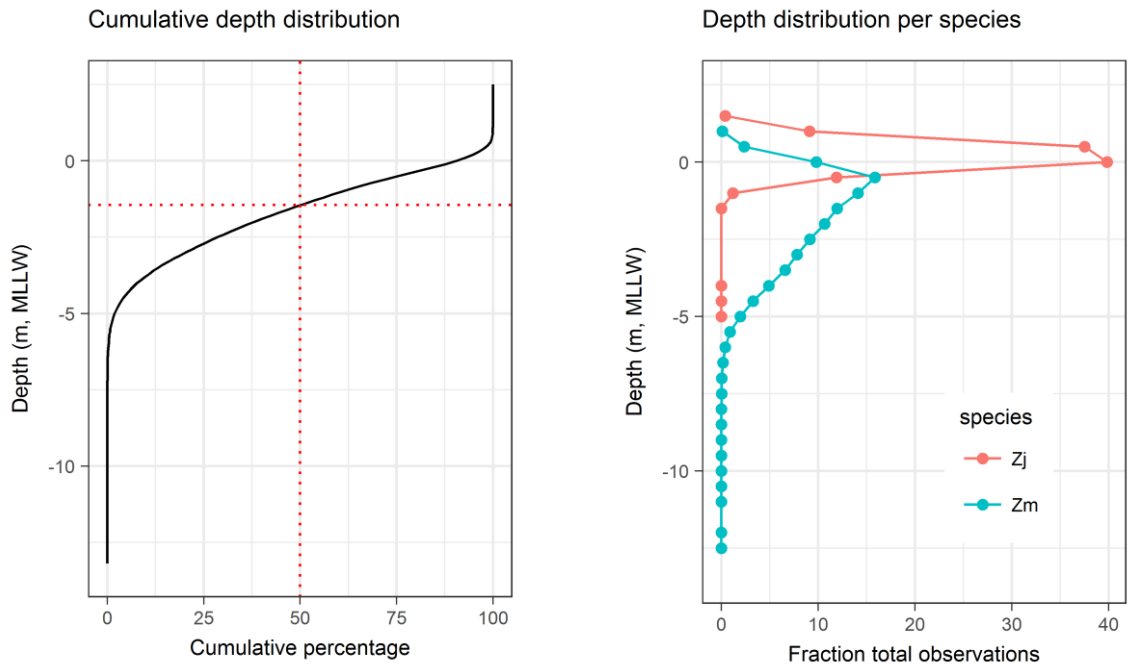 Cumulative depth distribution
Depth (m, MLLW)
0
-5
-10
0 25 50 75 100
Cumulative percentage
Depth distribution per species
Depth (m, MLLW)
0
-5
-10
species
Zj
Zm
0 10 20 30 40
Fraction total observations